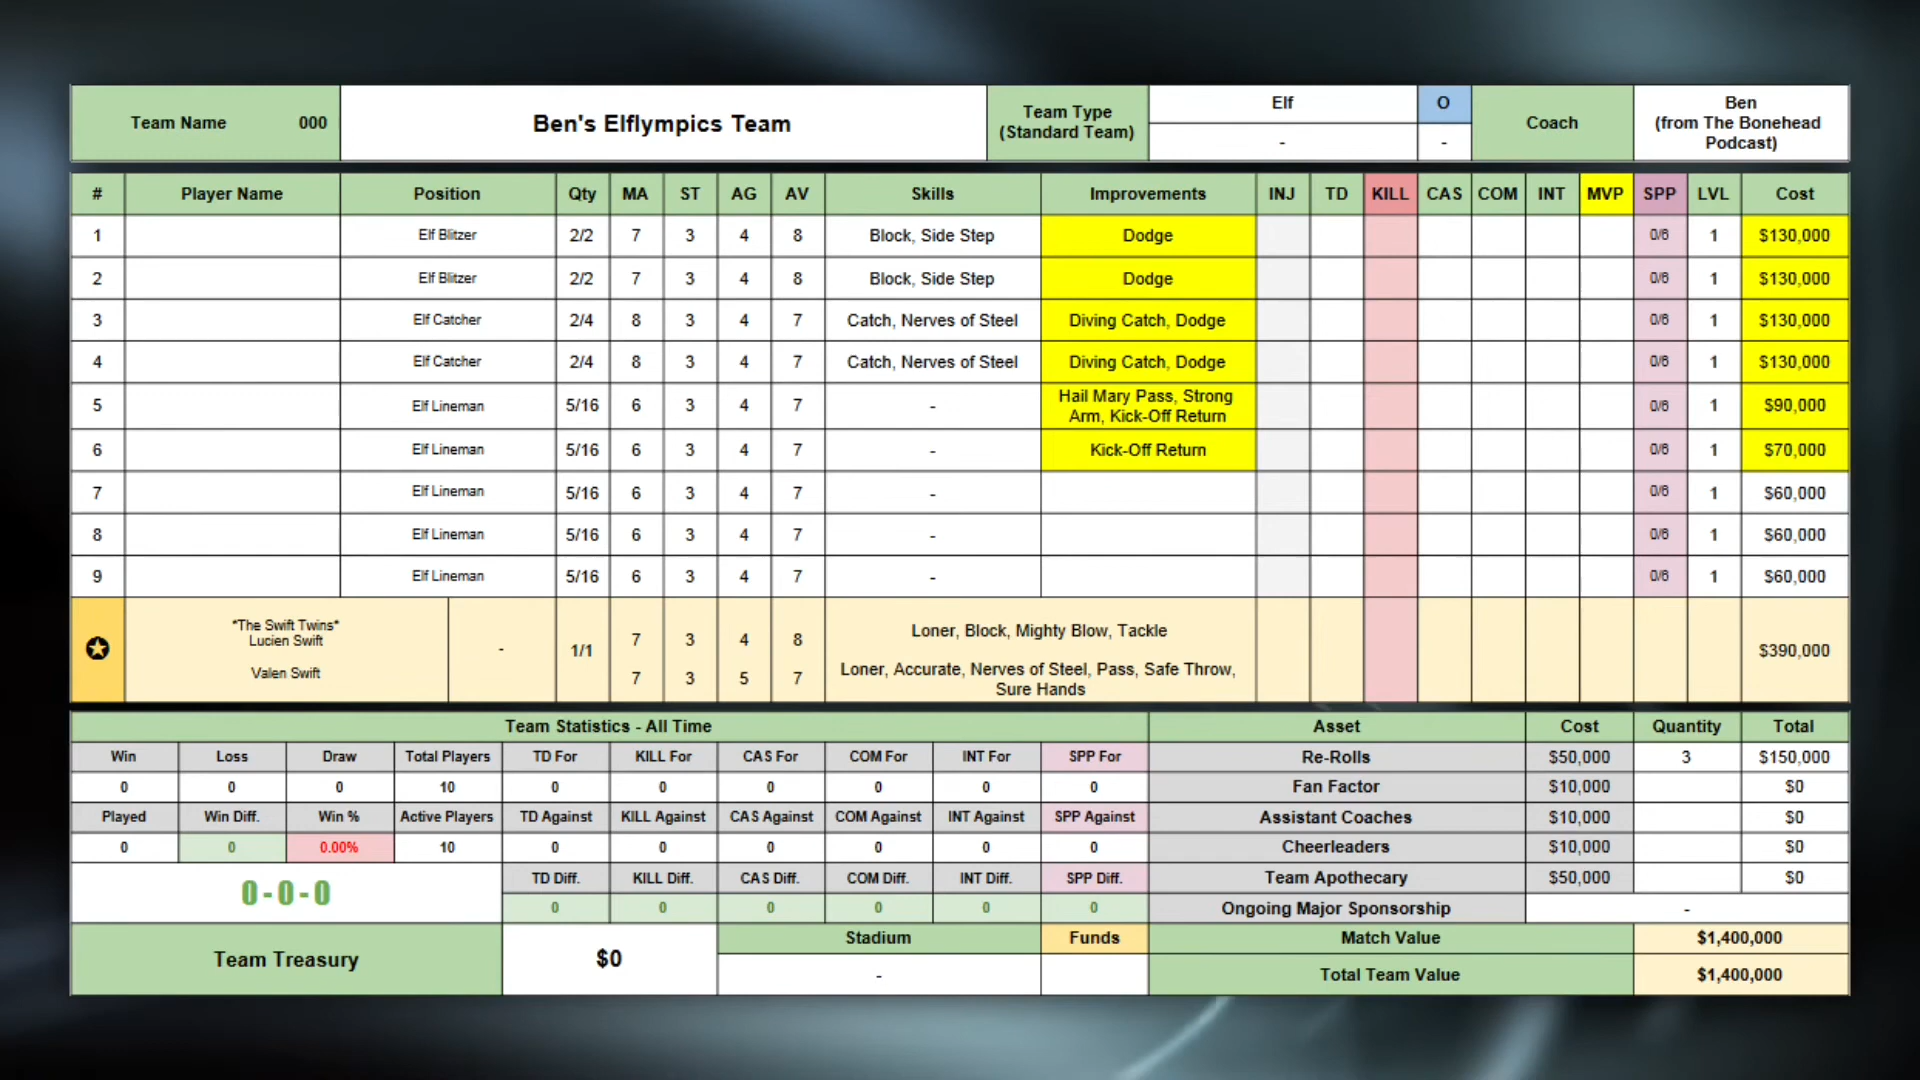 Team Name 000 Ben's Elflympics Team Team Type (Standard Team) Elf O Coach Ben (from The Bonehead Podcast)
- -
# Player Name Position Qty MA ST AG AV Skills Improvements INJ TD KILL CAS COM INT MVP SPP LVL Cost
1 Elf Blitzer 2/2 7 3 4 8 Block, Side Step Dodge 0/6 1 $130,000
2 Elf Blitzer 2/2 7 3 4 8 Block, Side Step Dodge 0/6 1 $130,000
3 Elf Catcher 2/4 8 3 4 7 Catch, Nerves of Steel Diving Catch, Dodge 0/6 1 $130,000
4 Elf Catcher 2/4 8 3 4 7 Catch, Nerves of Steel Diving Catch, Dodge 0/6 1 $130,000
5 Elf Lineman 5/16 6 3 4 7 - Hail Mary Pass, Strong Arm, Kick-Off Return 0/6 1 $90,000
6 Elf Lineman 5/16 6 3 4 7 - Kick-Off Return 0/6 1 $70,000
7 Elf Lineman 5/16 6 3 4 7 - 0/6 1 $60,000
8 Elf Lineman 5/16 6 3 4 7 - 0/6 1 $60,000
9 Elf Lineman 5/16 6 3 4 7 - 0/6 1 $60,000
*The Swift Twins*
Lucien Swift - 1/1 7 3 4 8 Loner, Block, Mighty Blow, Tackle $390,000
Valen Swift 7 3 5 7 Loner, Accurate, Nerves of Steel, Pass, Safe Throw, Sure Hands
Team Statistics - All Time Asset Cost Quantity Total
Win Loss Draw Total Players TD For KILL For CAS For COM For INT For SPP For Re-Rolls $50,000 3 $150,000
0 0 0 10 0 0 0 0 0 0 Fan Factor $10,000 $0
Played Win Diff. Win % Active Players TD Against KILL Against CAS Against COM Against INT Against SPP Against Assistant Coaches $10,000 $0
0 0 0.00% 10 0 0 0 0 0 0 Cheerleaders $10,000 $0
0-0-0 TD Diff. KILL Diff. CAS Diff. COM Diff. INT Diff. SPP Diff. Team Apothecary $50,000 $0
0 0 0 0 0 0 Ongoing Major Sponsorship -
Team Treasury $0 Stadium Funds Match Value $1,400,000
- Total Team Value $1,400,000